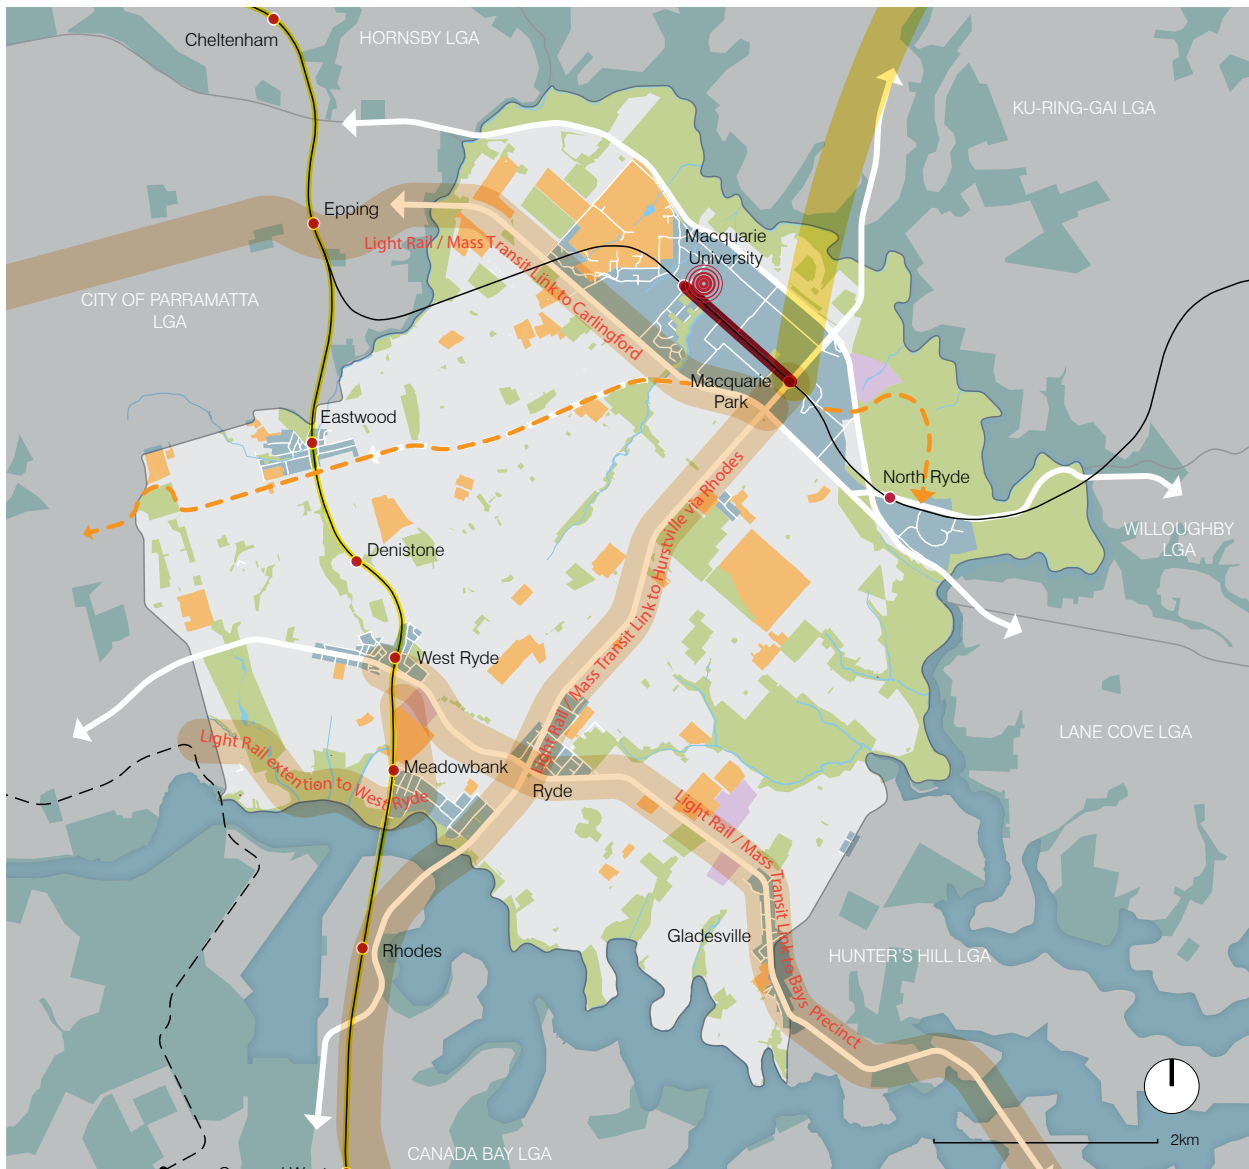 Cheltenham
HORNSBY LGA
KU-RING-GAI LGA
Epping
Light Rail / Mass Transit Link to Carlingford
Macquarie
University
CITY OF PARRAMATTA
LGA
Macquarie
Park
Eastwood
Light Rail / Mass Transit Link to Hurstville via Rhodes
North Ryde
WILLOUGHBY
LGA
Denistone
West Ryde
Light Rail extention to West Ryde
LANE COVE LGA
Meadowbank
Ryde
Light Rail / Mass Transit Link to Bays Precinct
Gladesville
Rhodes
HUNTER'S HILL LGA
2km
CANADA BAY LGA